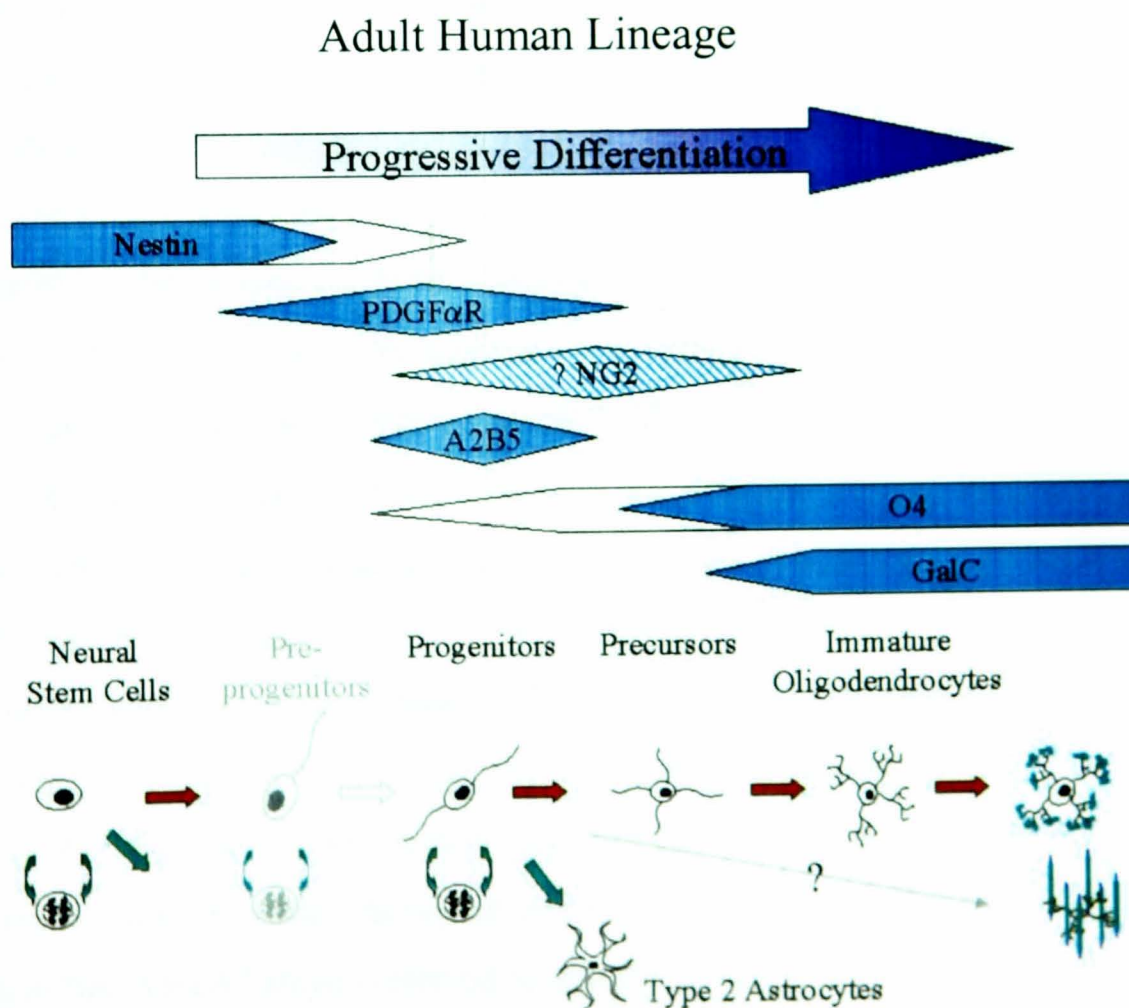 Adult Human Lineage
Progressive Differentiation
Nestin
PDGFαR
? NG2
A2B5
O4
GalC
Neural
Stem Cells
Pre-
progenitors
Progenitors
Precursors
Immature
Oligodendrocytes
?
Type 2 Astrocytes